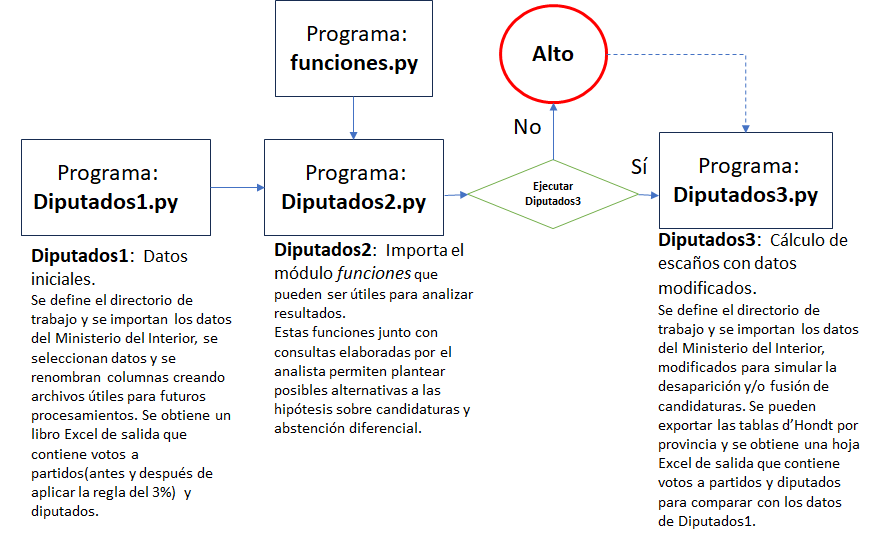 Programa:
funciones.py
Alto
No
Sí
Programa:
Diputados1.py
Programa:
Diputados2.py
Ejecutar
Diputados3
Programa:
Diputados3.py
Diputados1: Datos
iniciales.
Se define el directorio de
trabajo y se importan los datos
del Ministerio del Interior, se
seleccionan datos y se
renombran columnas creando
archivos útiles para futuros
procesamientos. Se obtiene un
libro Excel de salida que
contiene votos a
partidos(antes y después de
aplicar la regla del 3%) y
diputados.
Diputados2: Importa el
módulo funciones que
pueden ser útiles para analizar
resultados.
Estas funciones junto con
consultas elaboradas por el
analista permiten plantear
posibles alternativas a las
hipótesis sobre candidaturas y
abstención diferencial.
Diputados3: Cálculo de
escaños con datos
modificados.
Se define el directorio de
trabajo y se importan los datos
del Ministerio del Interior,
modificados para simular la
desaparición y/o fusión de
candidaturas. Se pueden
exportar las tablas d’Hondt por
provincia y se obtiene una hoja
Excel de salida que contiene
votos a partidos y diputados
para comparar con los datos
de Diputados1.